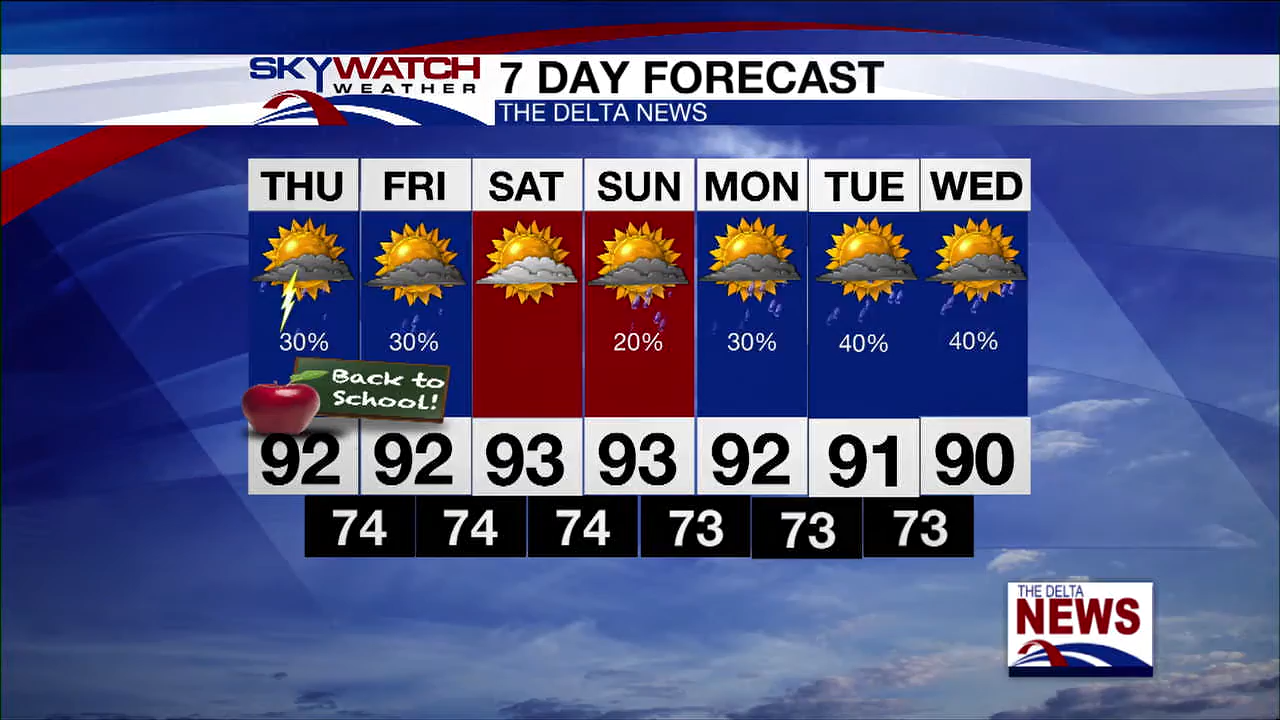 SKYWATCH
WEATHER
7 DAY FORECAST
THE DELTA NEWS
THU FRI SAT SUN MON TUE WED
30% 30% 20% 30% 40% 40%
Back to
School!
92 92 93 93 92 91 90
74 74 74 73 73 73
THE DELTA
NEWS